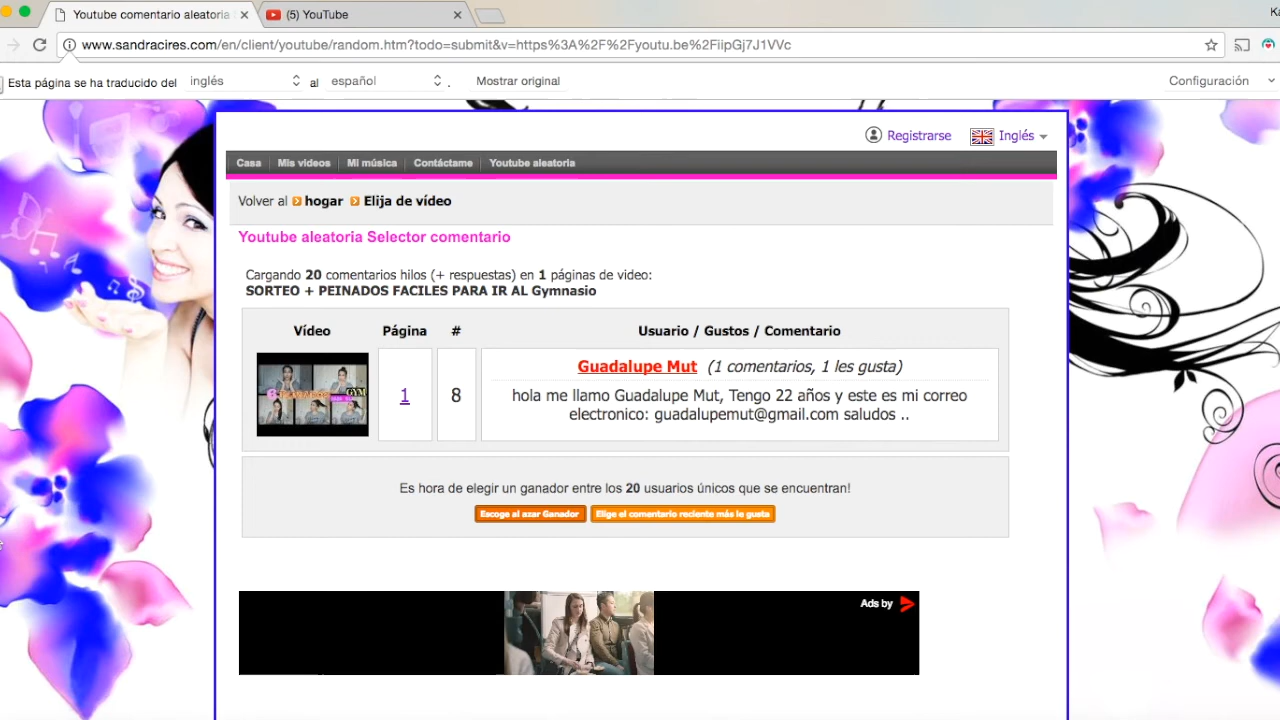 Youtube comentario aleatoria
(5) YouTube
www.sandracires.com/en/client/youtube/random.htm?todo=submit&v=https%3A%2F%2Fyoutu.be%2FiipGj7J1VVc
Esta página se ha traducido del inglés al español . Mostrar original Configuración
Registrarse Inglés
Casa Mis videos Mi música Contáctame Youtube aleatoria
Volver al hogar Elija de vídeo
Youtube aleatoria Selector comentario
Cargando 20 comentarios hilos (+ respuestas) en 1 páginas de video:
SORTEO + PEINADOS FACILES PARA IR AL Gymnasio
Vídeo Página # Usuario / Gustos / Comentario
GYM
1 8 Guadalupe Mut (1 comentarios, 1 les gusta)
hola me llamo Guadalupe Mut, Tengo 22 años y este es mi correo
electronico: guadalupemut@gmail.com saludos ..
Es hora de elegir un ganador entre los 20 usuarios únicos que se encuentran!
Escoge al azar Ganador Elige el comentario reciente más le gusta
Ads by